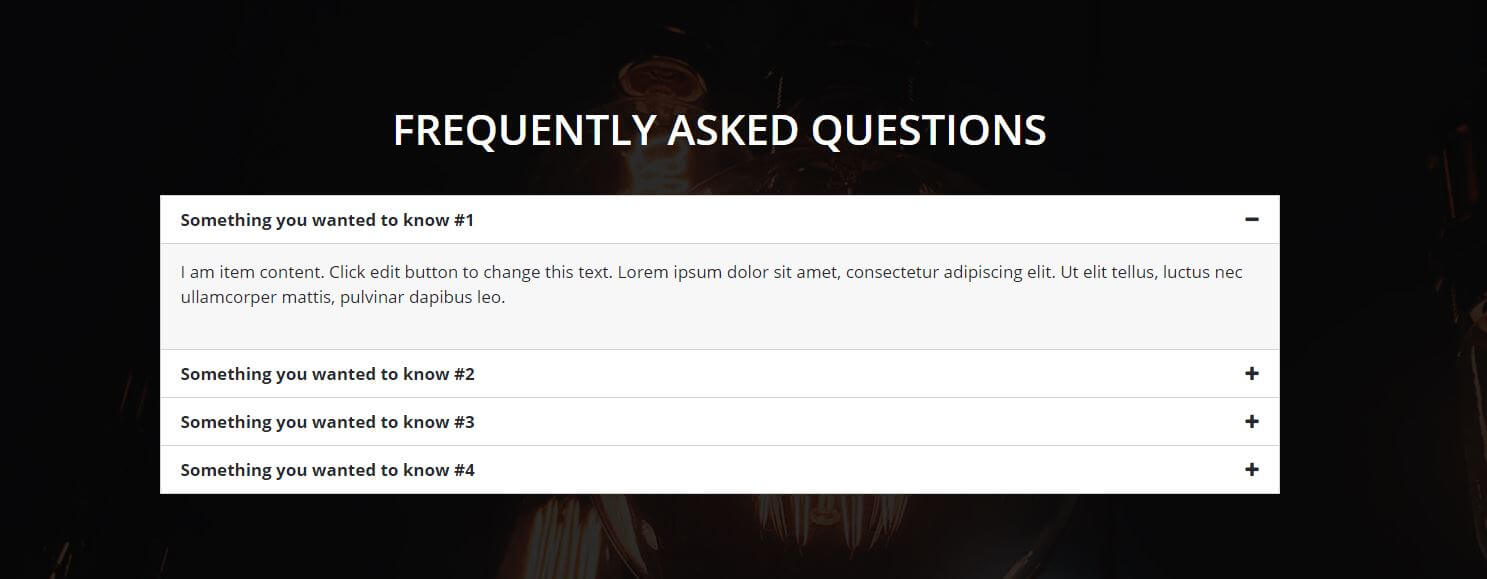 FREQUENTLY ASKED QUESTIONS
Something you wanted to know #1
I am item content. Click edit button to change this text. Lorem ipsum dolor sit amet, consectetur adipiscing elit. Ut elit tellus, luctus nec
ullamcorper mattis, pulvinar dapibus leo.
Something you wanted to know #2
Something you wanted to know #3
Something you wanted to know #4